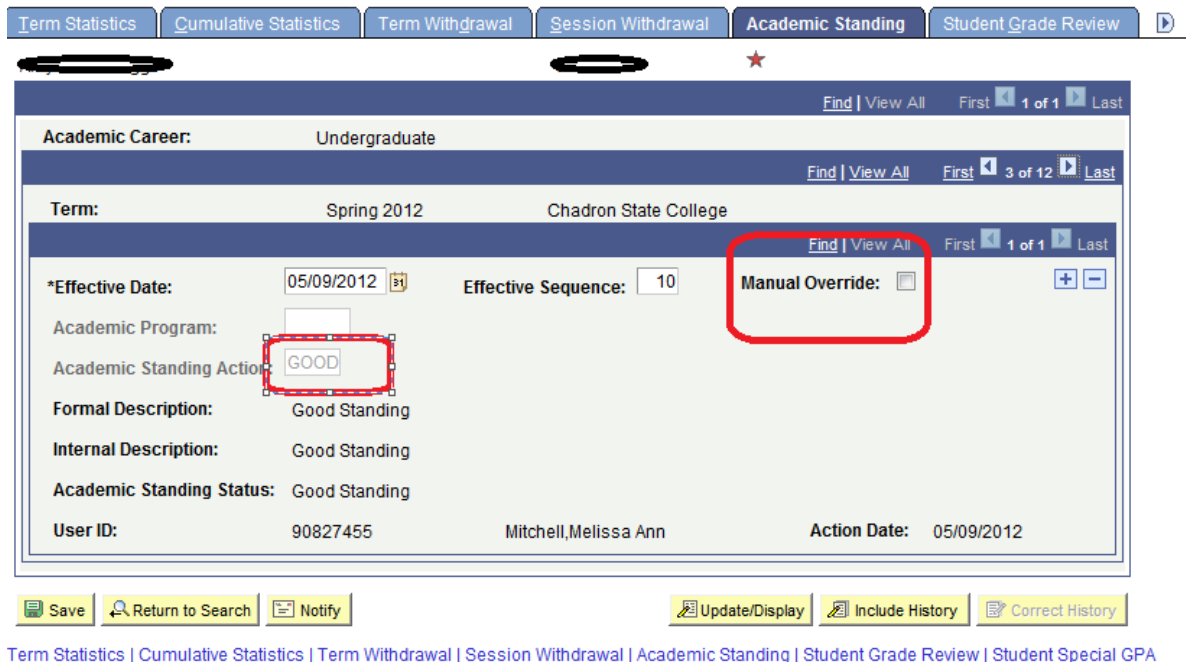 Term Statistics Cumulative Statistics Term Withdrawal Session Withdrawal Academic Standing Student Grade Review
Find | View All First 1 of 1 Last
Academic Career: Undergraduate
Find | View All First 3 of 12 Last
Term: Spring 2012 Chadron State College
Find | View All First 1 of 1 Last
*Effective Date: 05/09/2012 31 Effective Sequence: 10 Manual Override:
Academic Program:
Academic Standing Action: GOOD
Formal Description: Good Standing
Internal Description: Good Standing
Academic Standing Status: Good Standing
User ID: 90827455 Mitchell,Melissa Ann Action Date: 05/09/2012
Save Return to Search Notify Update/Display Include History Correct History
Term Statistics | Cumulative Statistics | Term Withdrawal | Session Withdrawal | Academic Standing | Student Grade Review | Student Special GPA